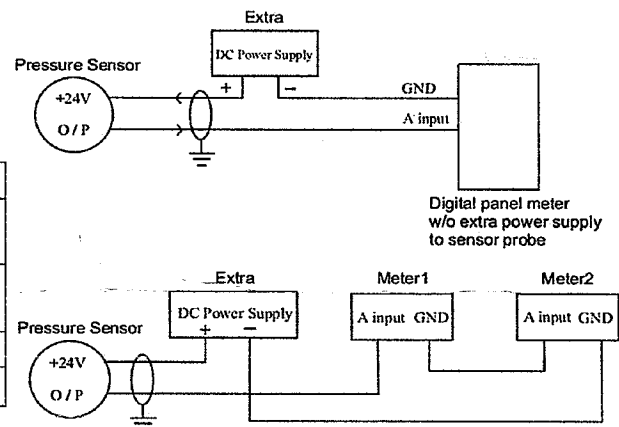 Extra
DC Power Supply
+ −
Pressure Sensor
+24V
O / P
GND
A input
Digital panel meter
w/o extra power supply
to sensor probe
Extra
DC Power Supply
+ −
Meter1
A input GND
Meter2
A input GND
Pressure Sensor
+24V
O / P